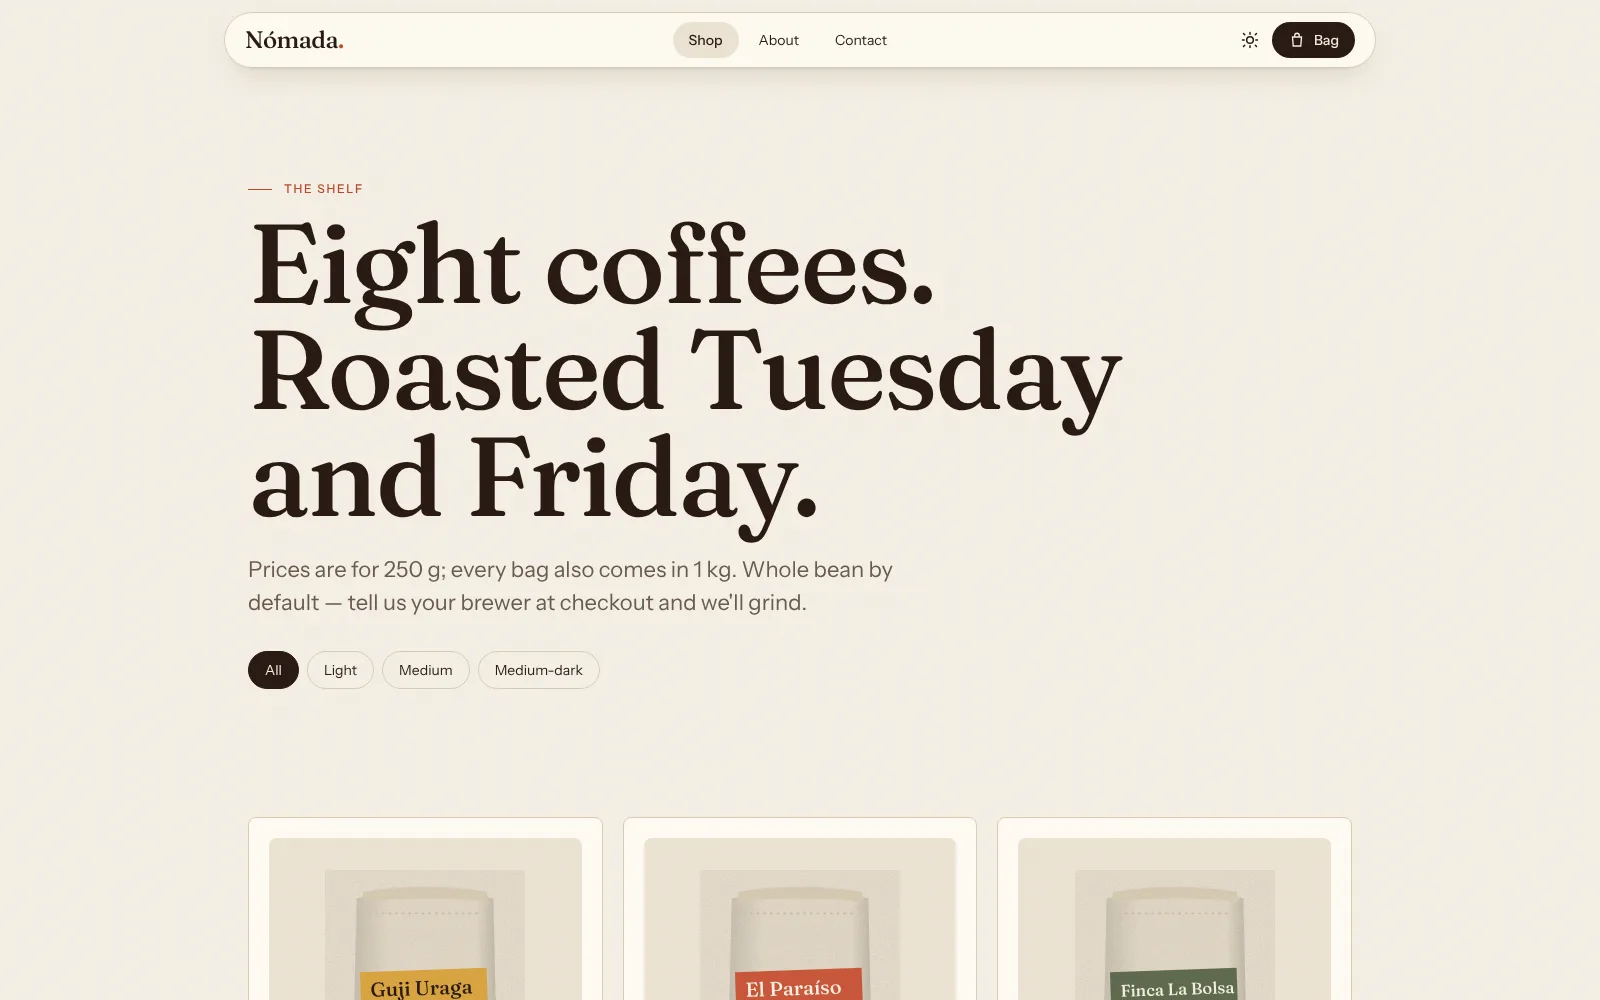 Nómada.
Shop
About
Contact
Bag
THE SHELF
Eight coffees.
Roasted Tuesday
and Friday.
Prices are for 250 g; every bag also comes in 1 kg. Whole bean by
default — tell us your brewer at checkout and we'll grind.
All
Light
Medium
Medium-dark
Guji Uraga
El Paraíso
Finca La Bolsa